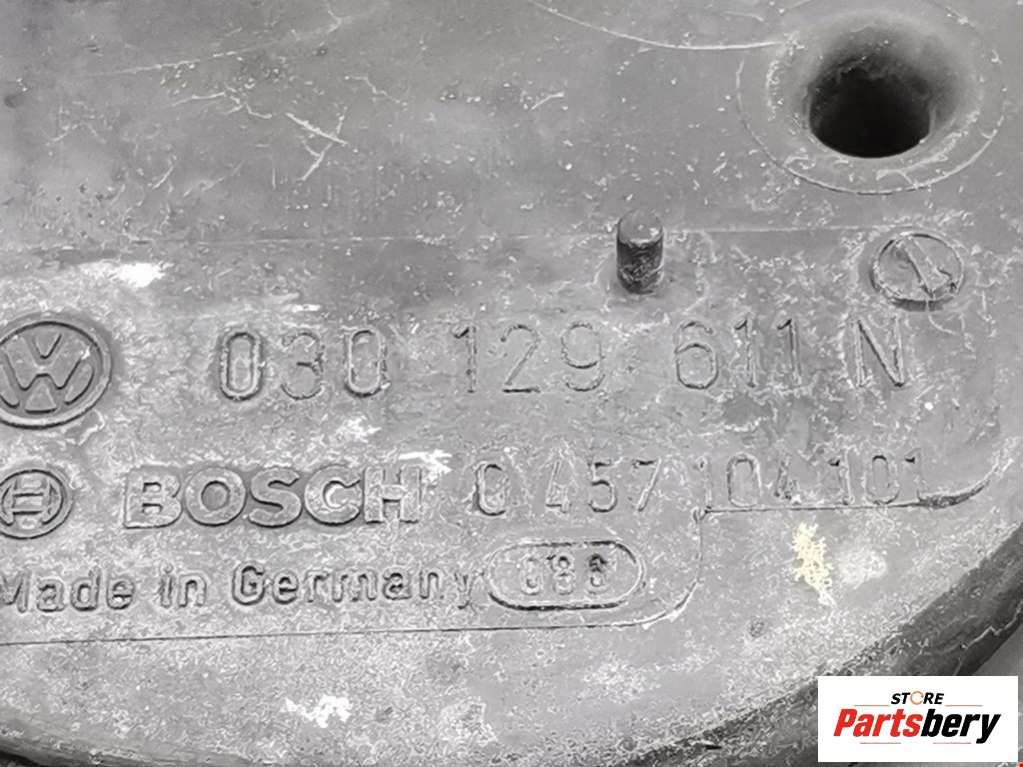 030 129 611 N
BOSCH 0 457 104 101
Made in Germany
STORE
Partsbery